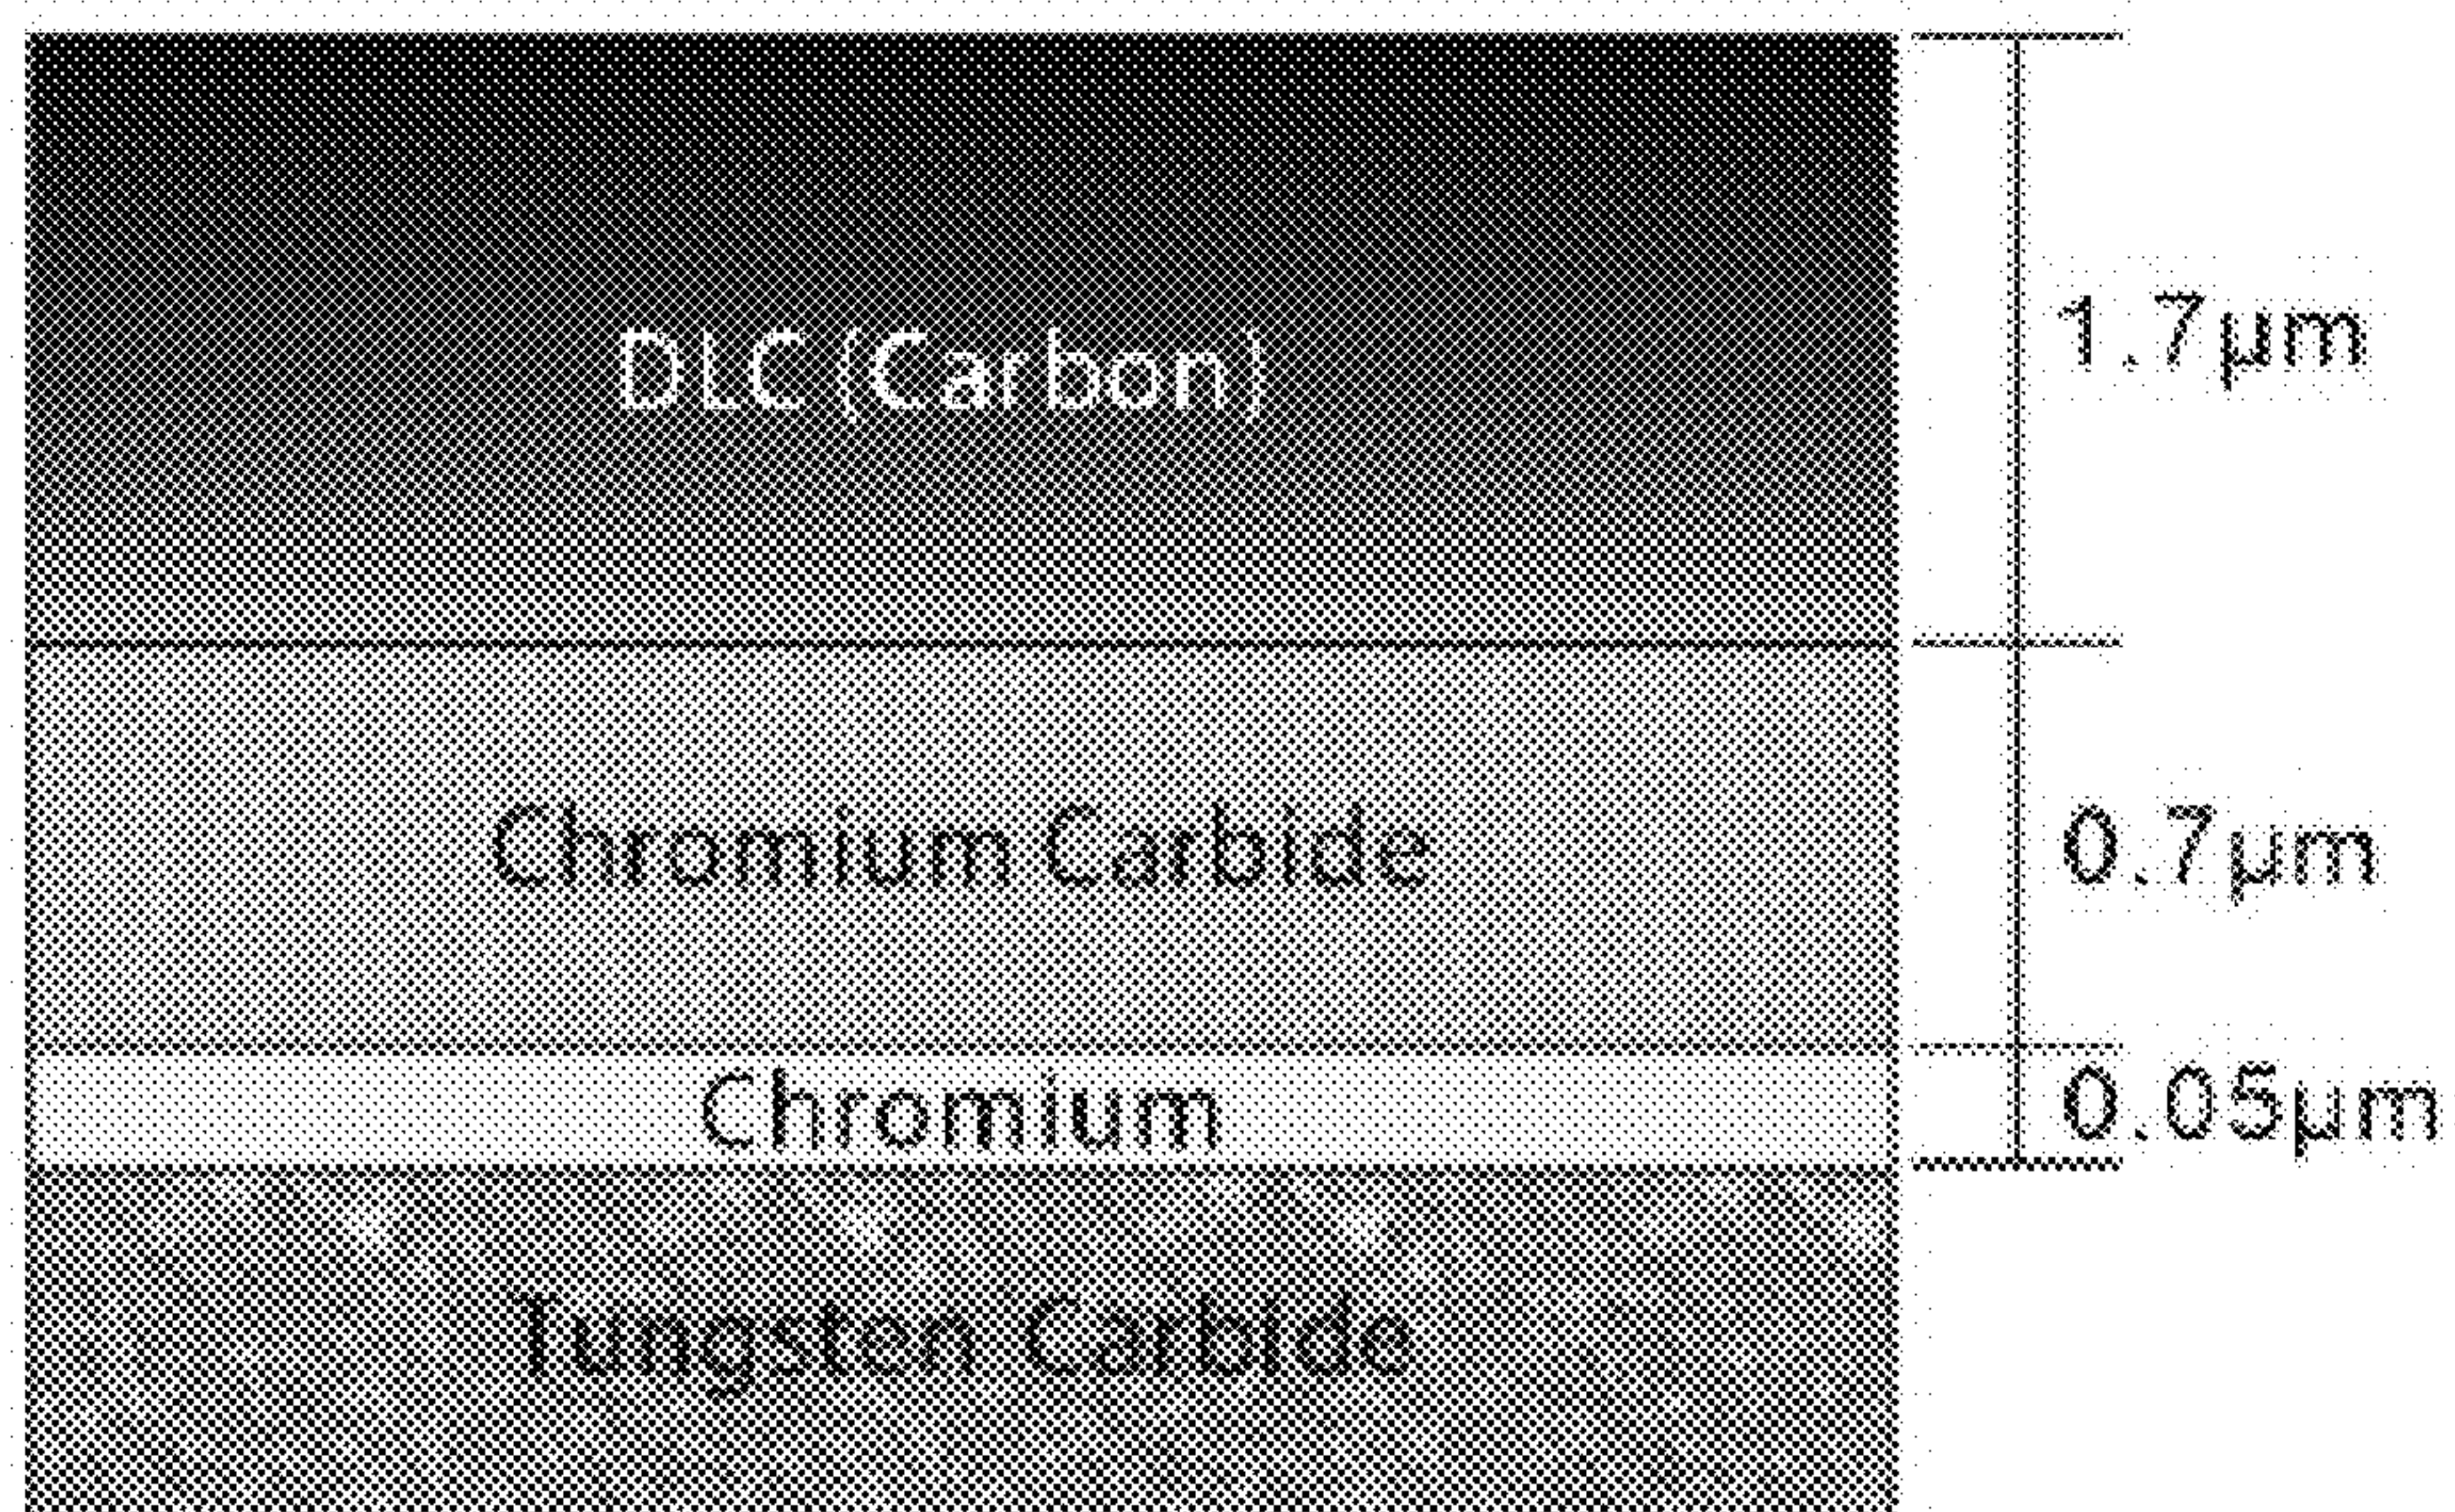 DLC (Carbon)
1.7µm
Chromium Carbide
0.7µm
Chromium
0.05µm
Tungsten Carbide